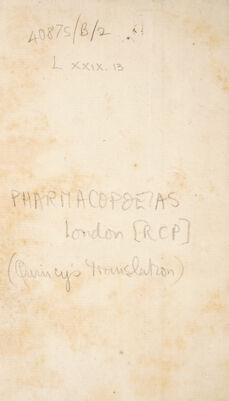 40875/B/2
L XXIX. 13
PHARMACOPOEIAS
London [RCP]
(Quincy's Translation)